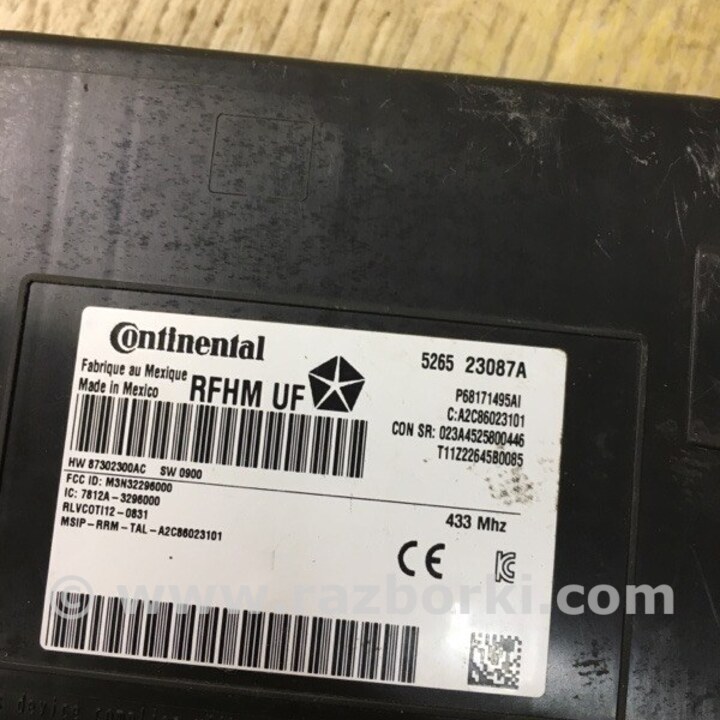 Continental
5265 23087A
Fabrique au Mexique
Made in Mexico
RFHM UF
P68171495AI
C:A2C86023101
CON SR: 023A4525800446
T11Z22645B0085
HW 87302300AC SW 0900
FCC ID: M3N32296000
IC: 7812A-3296000
RLVCOTI12-0831
MSIP-RRM-TAL-A2C86023101
433 Mhz
CE
© www.razborki.com
device